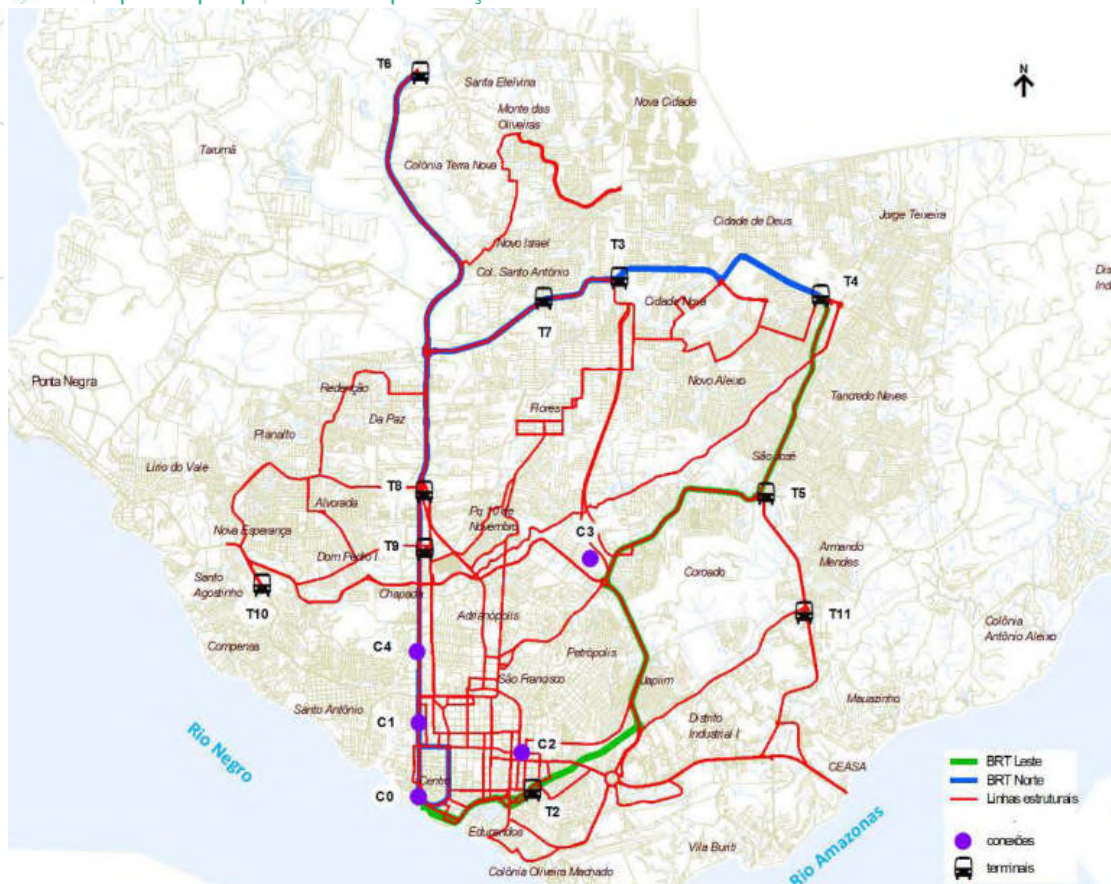 T6
Santa Etelvina
Nova Cidade
Monte das
Oliveiras
N
Tarumã
Colônia Terra Nova
Cidade de Deus
Jorge Teixeira
Novo Israel
T3
Col. Santo Antônio
T4
Cidade Nova
T7
Ponta Negra
Redenção
Novo Aleixo
Tancredo Neves
Da Paz
Flores
Planalto
Lírio do Vale
São José
T8
Alvorada
T5
Pq. 10 de
Novembro
Nova Esperança
C3
T9
Dom Pedro I
Armando
Mendes
Santo
Agostinho
Coroado
Chapada
T10
Adrianópolis
T11
Colônia
Antônio Aleixo
Compensa
C4
Petrópolis
São Francisco
Japiim
Mauazinho
Santo Antônio
C1
Distrito
Industrial I
Rio Negro
C2
CEASA
Centro
C0
T2
Educandos
Vila Buriti
Rio Amazonas
Colônia Oliveira Machado
BRT Leste
BRT Norte
Linhas estruturais
conexões
terminais